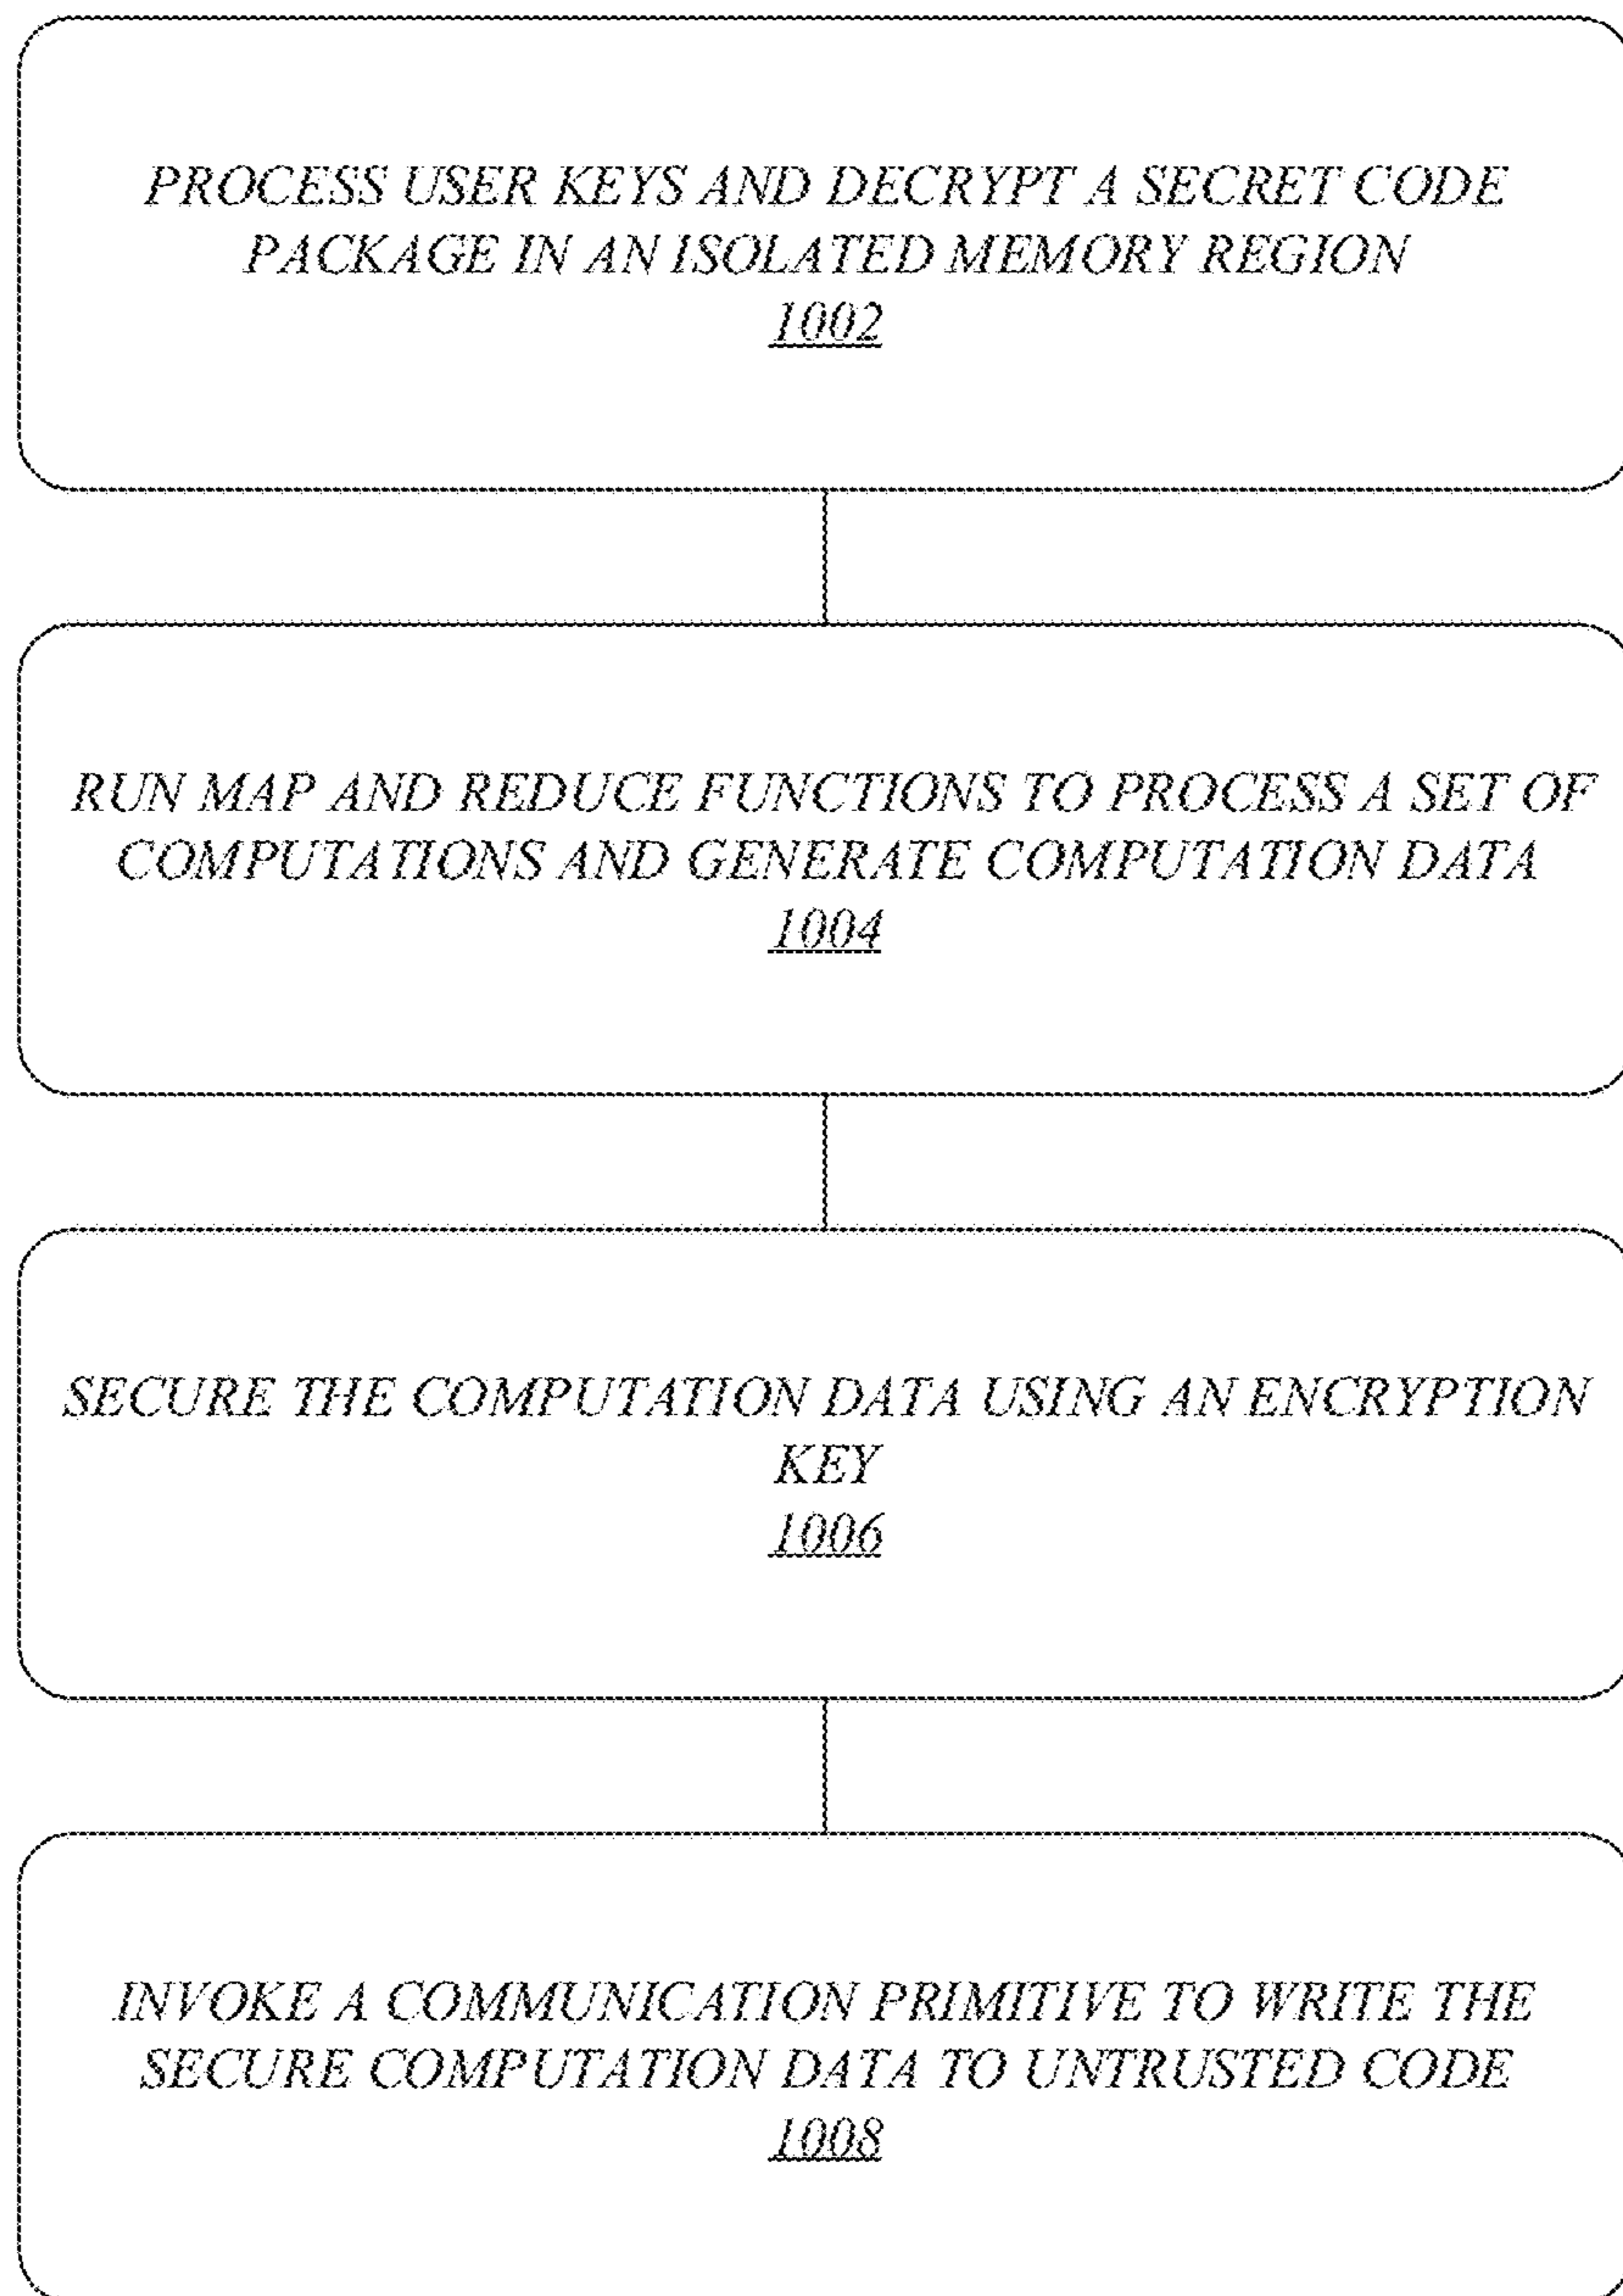 PROCESS USER KEYS AND DECRYPT A SECRET CODE
PACKAGE IN AN ISOLATED MEMORY REGION
1002
RUN MAP AND REDUCE FUNCTIONS TO PROCESS A SET OF
COMPUTATIONS AND GENERATE COMPUTATION DATA
1004
SECURE THE COMPUTATION DATA USING AN ENCRYPTION
KEY
1006
INVOKE A COMMUNICATION PRIMITIVE TO WRITE THE
SECURE COMPUTATION DATA TO UNTRUSTED CODE
1008